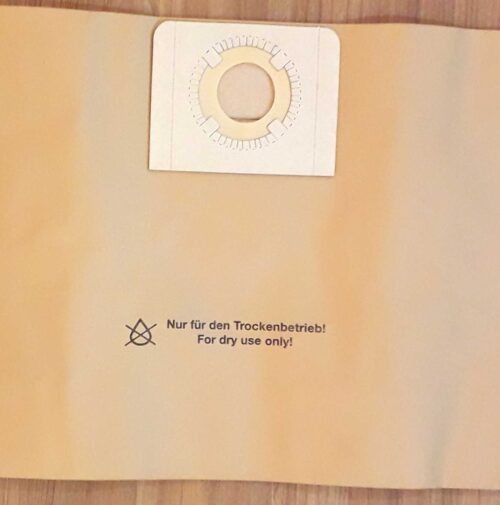 Nur für den Trockenbetrieb!
For dry use only!